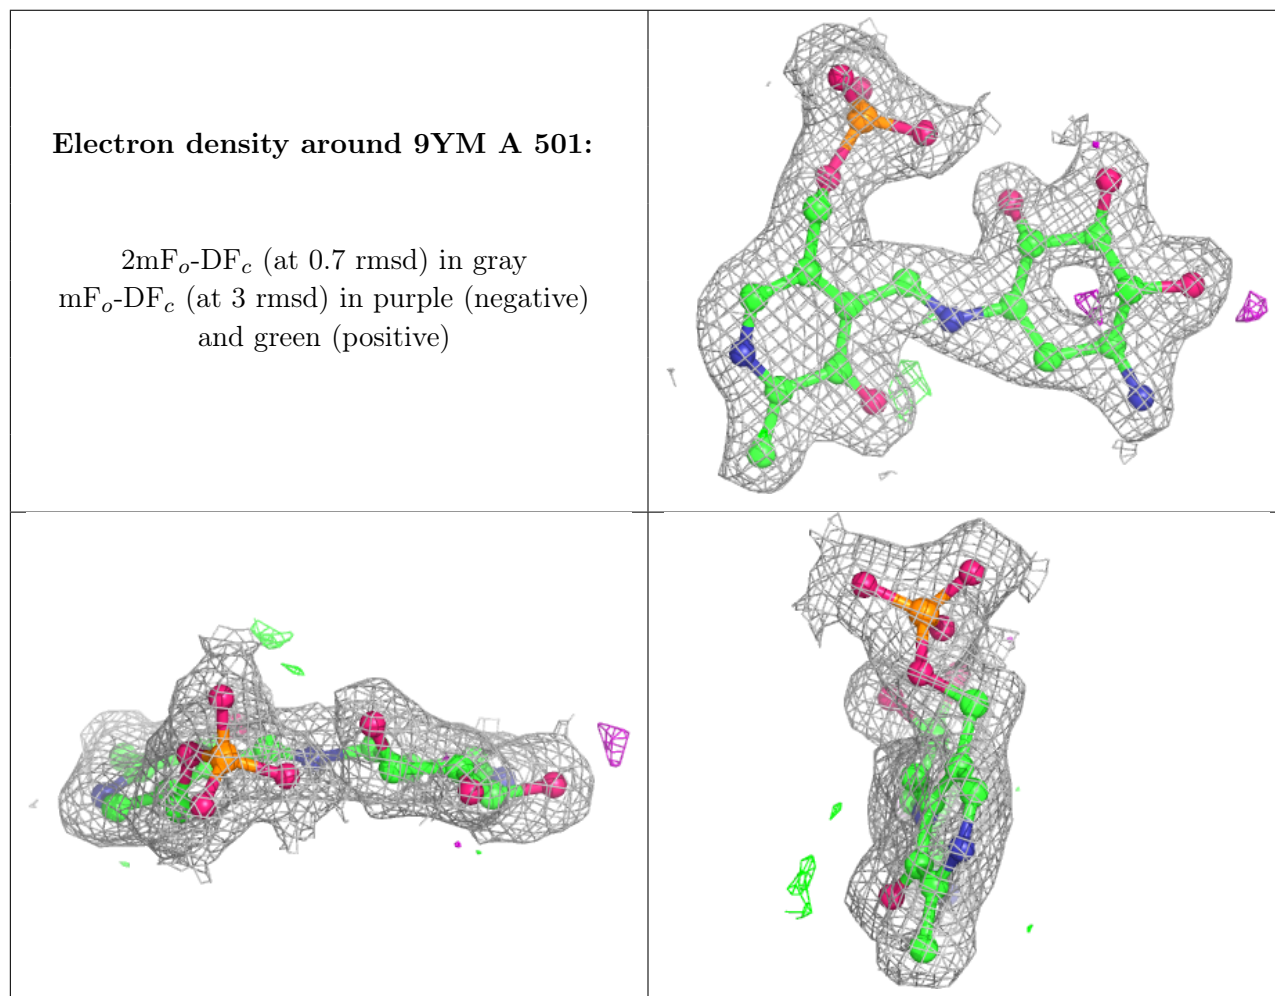 Electron density around 9YM A 501:
2mFo-DFc (at 0.7 rmsd) in gray
mFo-DFc (at 3 rmsd) in purple (negative)
and green (positive)